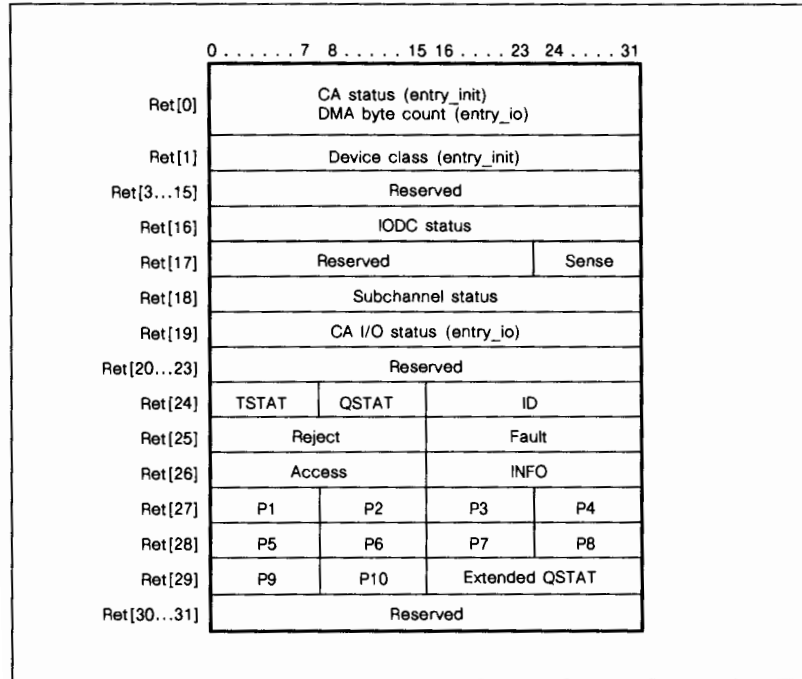 0 . . . . . . 7 8 . . . . . 15 16 . . . . 23 24 . . . . 31
Ret[0] CA status (entry_init)
DMA byte count (entry_io)
Ret[1] Device class (entry_init)
Ret[3...15] Reserved
Ret[16] IODC status
Ret[17] Reserved Sense
Ret[18] Subchannel status
Ret[19] CA I/O status (entry_io)
Ret[20...23] Reserved
Ret[24] TSTAT QSTAT ID
Ret[25] Reject Fault
Ret[26] Access INFO
Ret[27] P1 P2 P3 P4
Ret[28] P5 P6 P7 P8
Ret[29] P9 P10 Extended QSTAT
Ret[30...31] Reserved